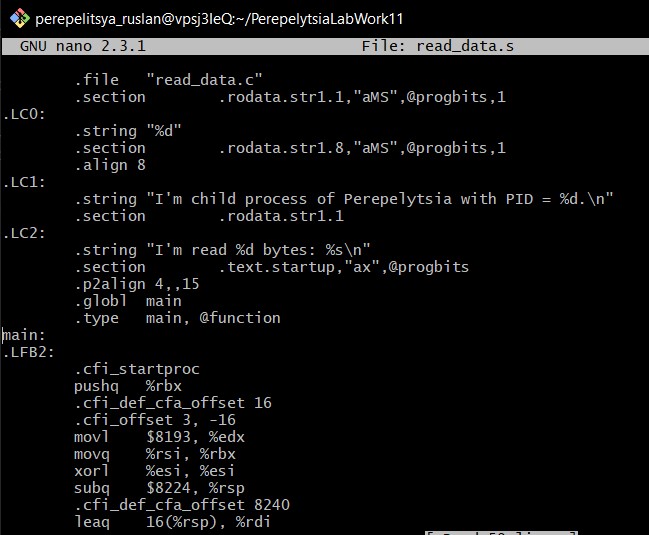 perepelitsya_ruslan@vpsj3IeQ:~/PerepelytsiaLabWork11
GNU nano 2.3.1 File: read_data.s
.file "read_data.c"
.section .rodata.str1.1,"aMS",@progbits,1
.LC0:
.string "%d"
.section .rodata.str1.8,"aMS",@progbits,1
.align 8
.LC1:
.string "I'm child process of Perepelytsia with PID = %d.\n"
.section .rodata.str1.1
.LC2:
.string "I'm read %d bytes: %s\n"
.section .text.startup,"ax",@progbits
.p2align 4,,15
.globl main
.type main, @function
main:
.LFB2:
.cfi_startproc
pushq %rbx
.cfi_def_cfa_offset 16
.cfi_offset 3, -16
movl $8193, %edx
movq %rsi, %rbx
xorl %esi, %esi
subq $8224, %rsp
.cfi_def_cfa_offset 8240
leaq 16(%rsp), %rdi